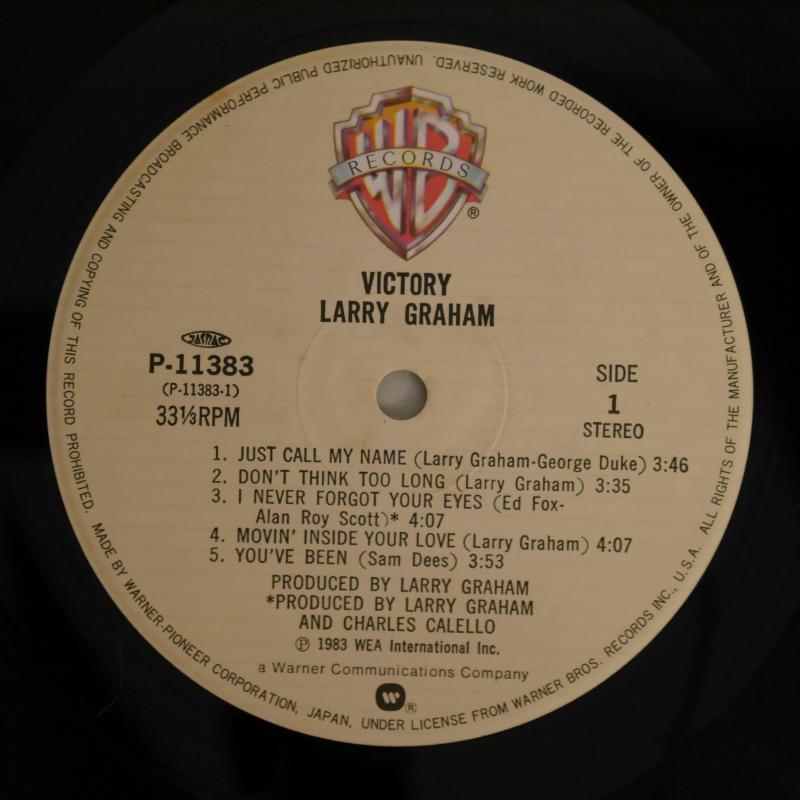 WB
RECORDS
®
VICTORY
LARRY GRAHAM
JASRAC
P-11383
(P-11383-1)
33⅓RPM
SIDE
1
STEREO
1. JUST CALL MY NAME (Larry Graham-George Duke) 3:46
2. DON'T THINK TOO LONG (Larry Graham) 3:35
3. I NEVER FORGOT YOUR EYES (Ed Fox-
Alan Roy Scott)* 4:07
4. MOVIN' INSIDE YOUR LOVE (Larry Graham) 4:07
5. YOU'VE BEEN (Sam Dees) 3:53
PRODUCED BY LARRY GRAHAM
*PRODUCED BY LARRY GRAHAM
AND CHARLES CALELLO
℗ 1983 WEA International Inc.
a Warner Communications Company
W®
MADE BY WARNER-PIONEER CORPORATION, JAPAN, UNDER LICENSE FROM WARNER BROS. RECORDS INC., U.S.A. ALL RIGHTS OF THE MANUFACTURER AND OF THE OWNER OF THE RECORDED WORK RESERVED. UNAUTHORIZED PUBLIC PERFORMANCE BROADCASTING AND COPYING OF THIS RECORD PROHIBITED.